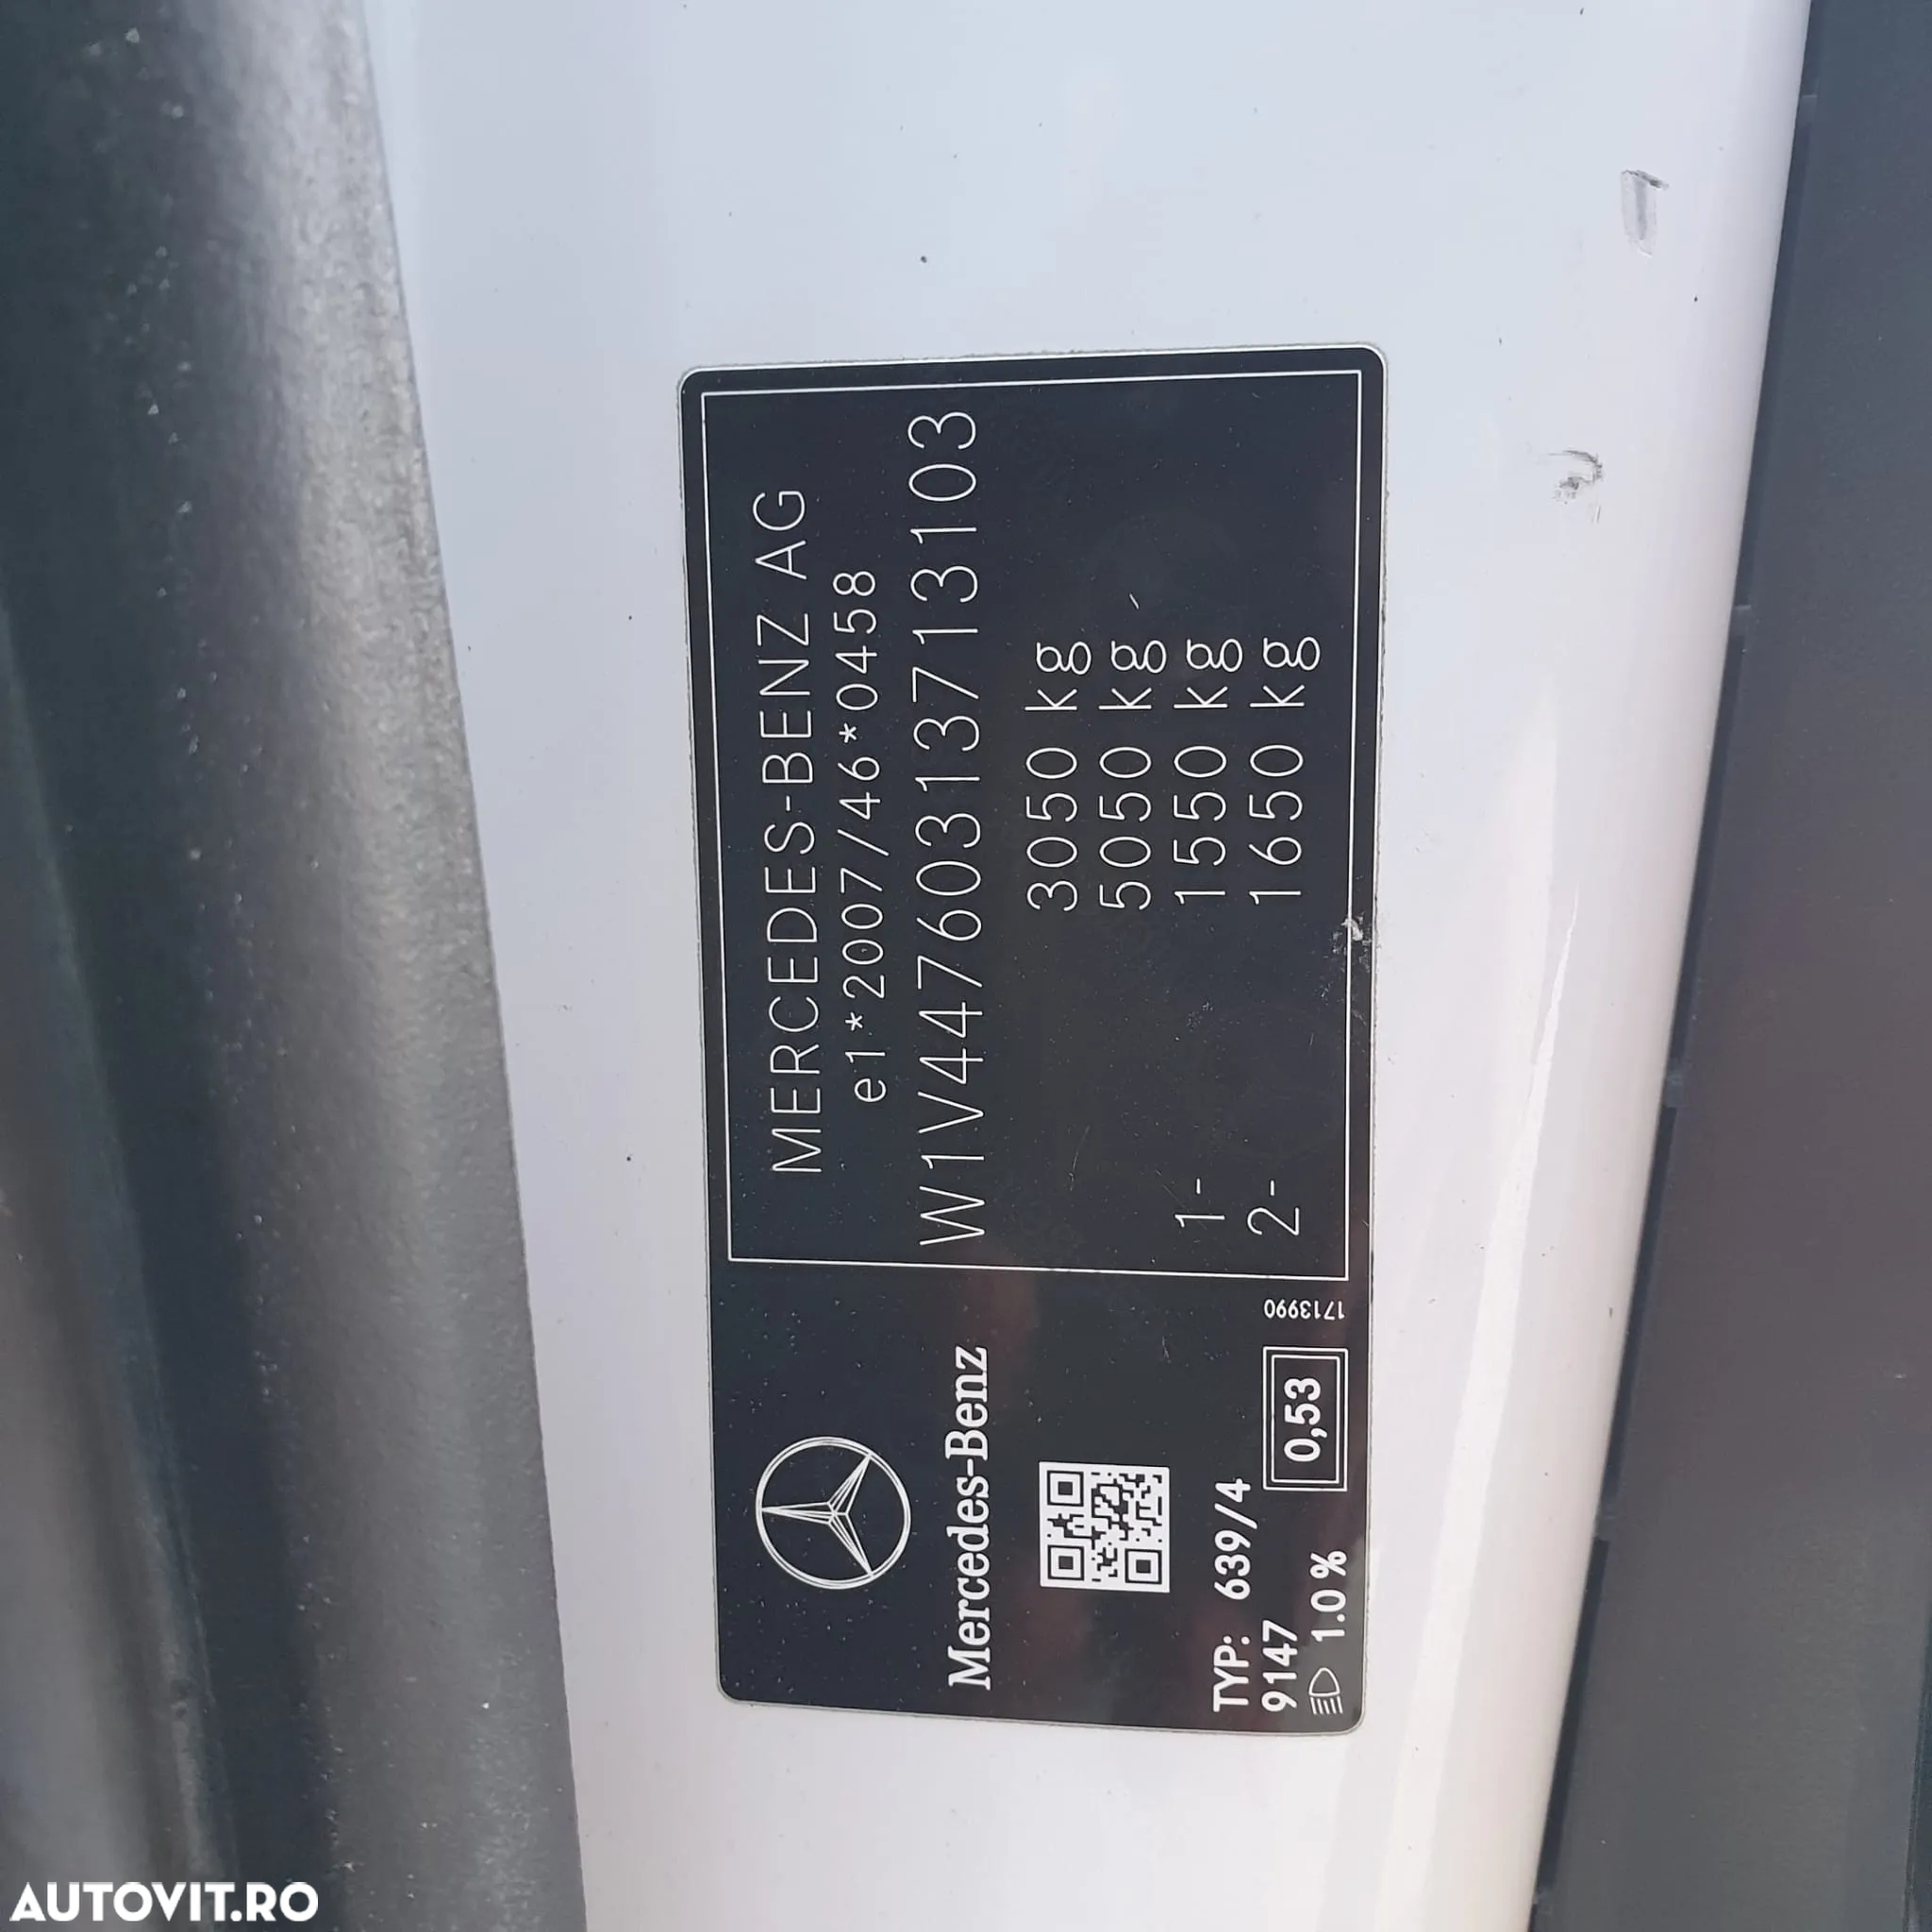 MERCEDES-BENZ AG
e1*2007/46*0458
W1V44760313713103
3050 kg
5050 kg
1- 1550 kg
2- 1650 kg
Mercedes-Benz
TYP: 639/4
9147
1.0 %
0,53
1713990
AUTOVIT.RO